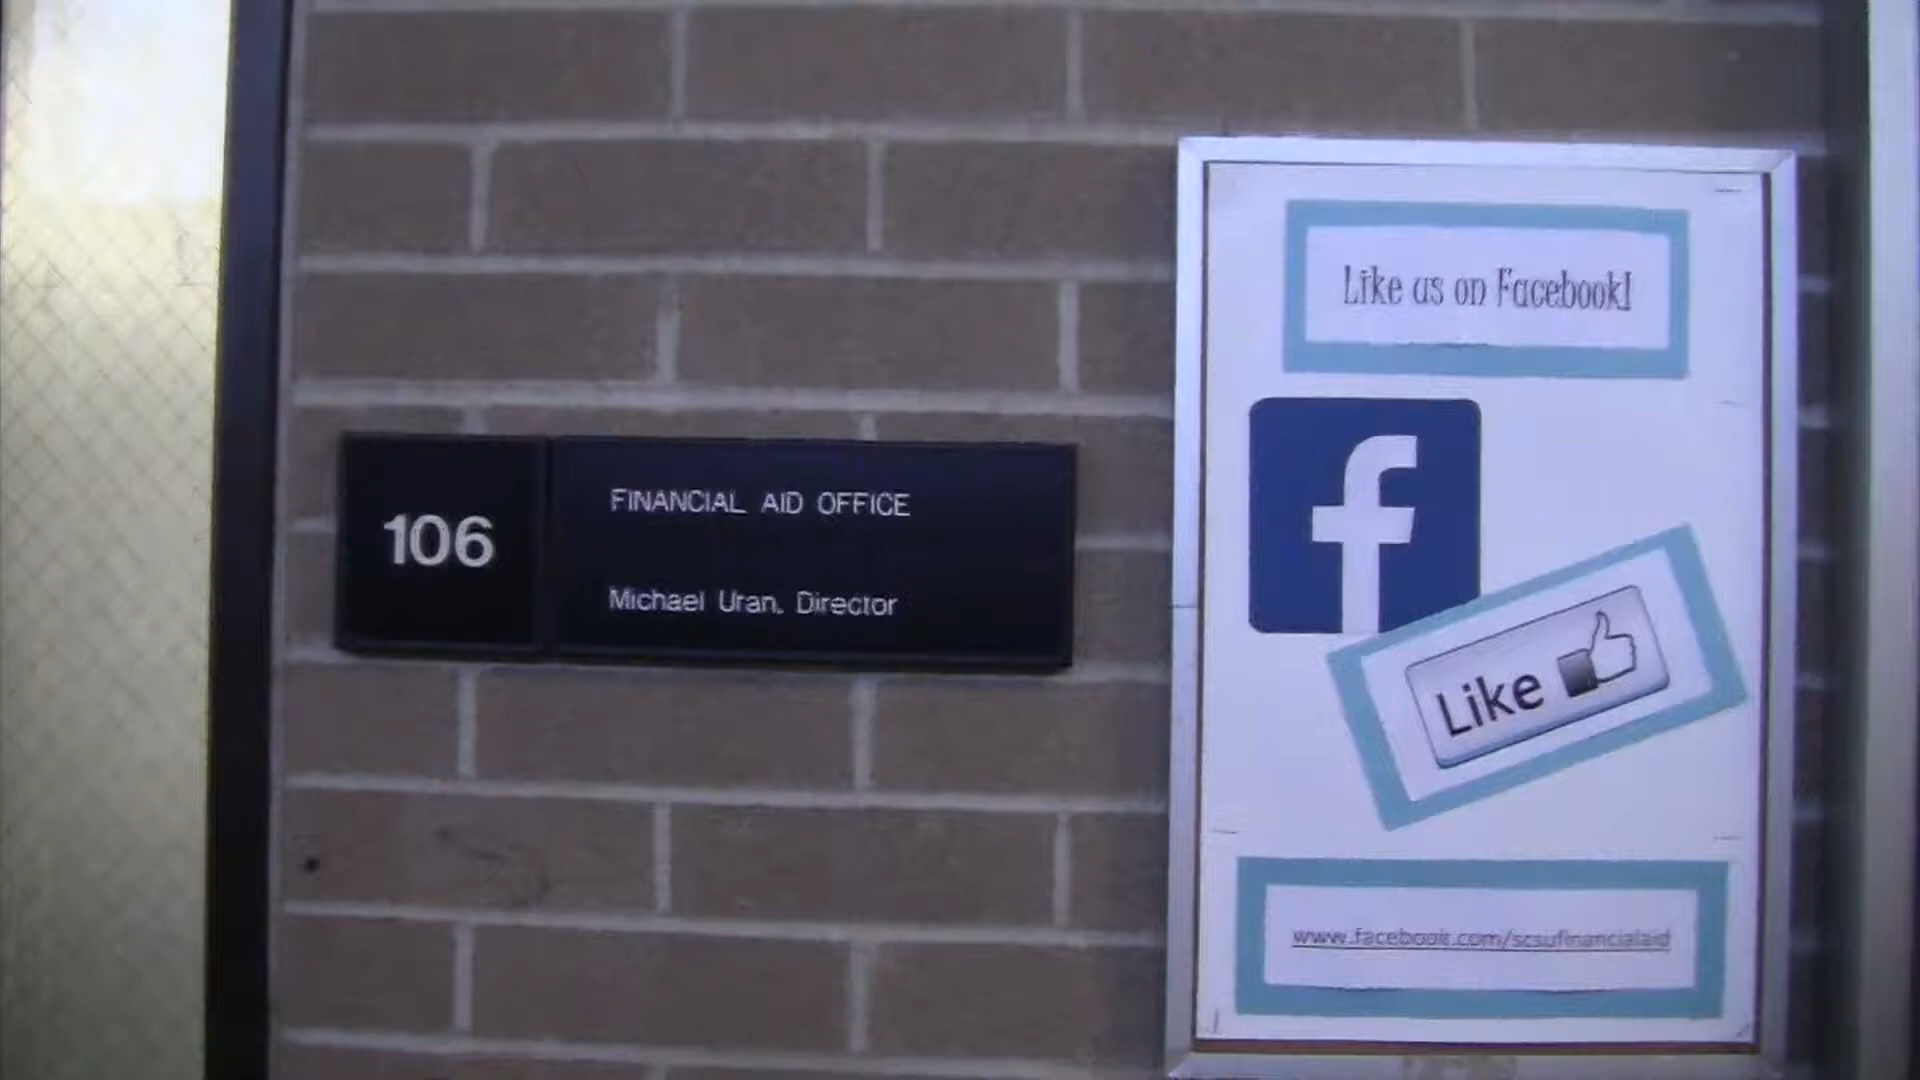 106
FINANCIAL AID OFFICE
Michael Uran, Director
Like us on Facebook!
f
Like
www.facebook.com/scsufinancialaid